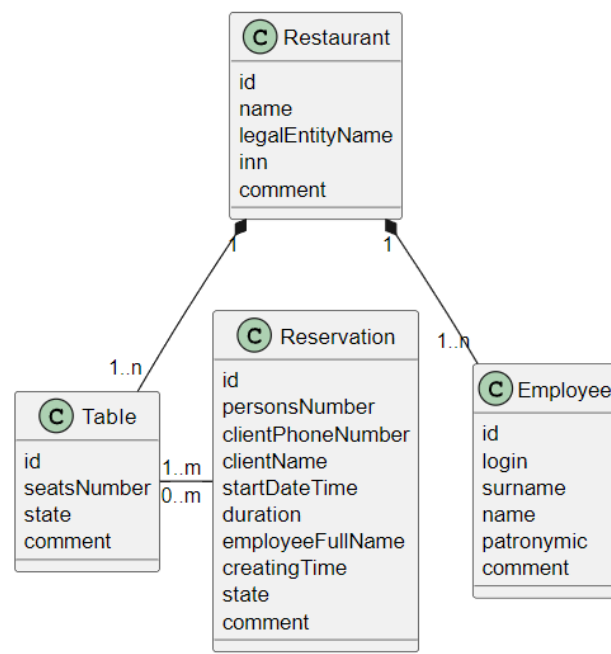 C Restaurant
id
name
legalEntityName
inn
comment
1
1
1..n
1..n
C Table
id
seatsNumber
state
comment
1..m
0..m
C Reservation
id
personsNumber
clientPhoneNumber
clientName
startDateTime
duration
employeeFullName
creatingTime
state
comment
C Employee
id
login
surname
name
patronymic
comment